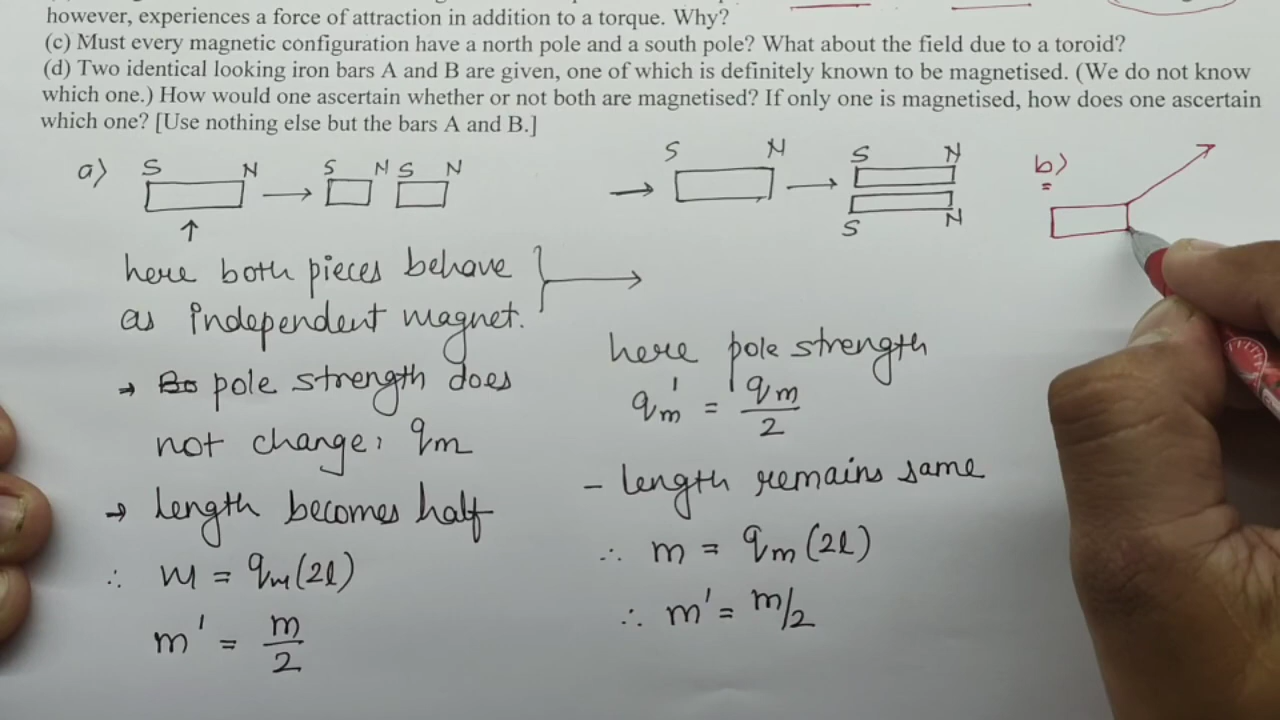 however, experiences a force of attraction in addition to a torque. Why?
(c) Must every magnetic configuration have a north pole and a south pole? What about the field due to a toroid?
(d) Two identical looking iron bars A and B are given, one of which is definitely known to be magnetised. (We do not know
which one.) How would one ascertain whether or not both are magnetised? If only one is magnetised, how does one ascertain
which one? [Use nothing else but the bars A and B.]
a) S N → S N S N
here both pieces behave
as independent magnet.
→ pole strength does
not change, qm
→ length becomes half
∴ m = qm(2l)
m' = m/2
→ S N → S N
S N
here pole strength
qm' = qm/2
- length remains same
∴ m = qm(2l)
∴ m' = m/2
b)